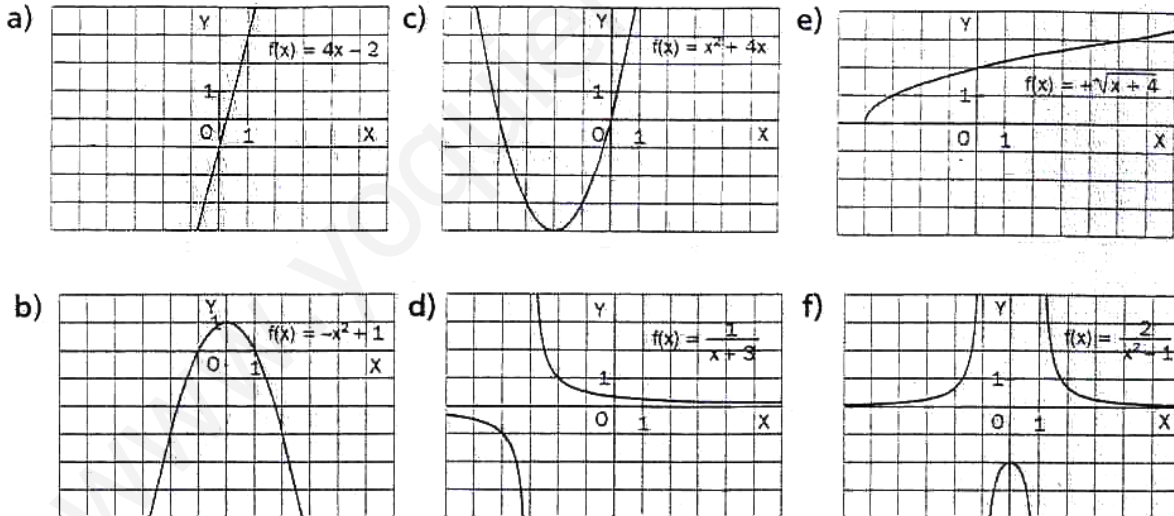 a)
Y
f(x) = 4x – 2
1
O 1 X
c)
Y
f(x) = x² + 4x
1
O 1 X
e)
Y
f(x) = +√x + 4
1
O 1 X
b)
Y
1
f(x) = –x² + 1
O 1 X
d)
Y
f(x) = 1/(x + 3)
1
O 1 X
f)
Y
f(x) = 2/(x² – 1)
1
O 1 X